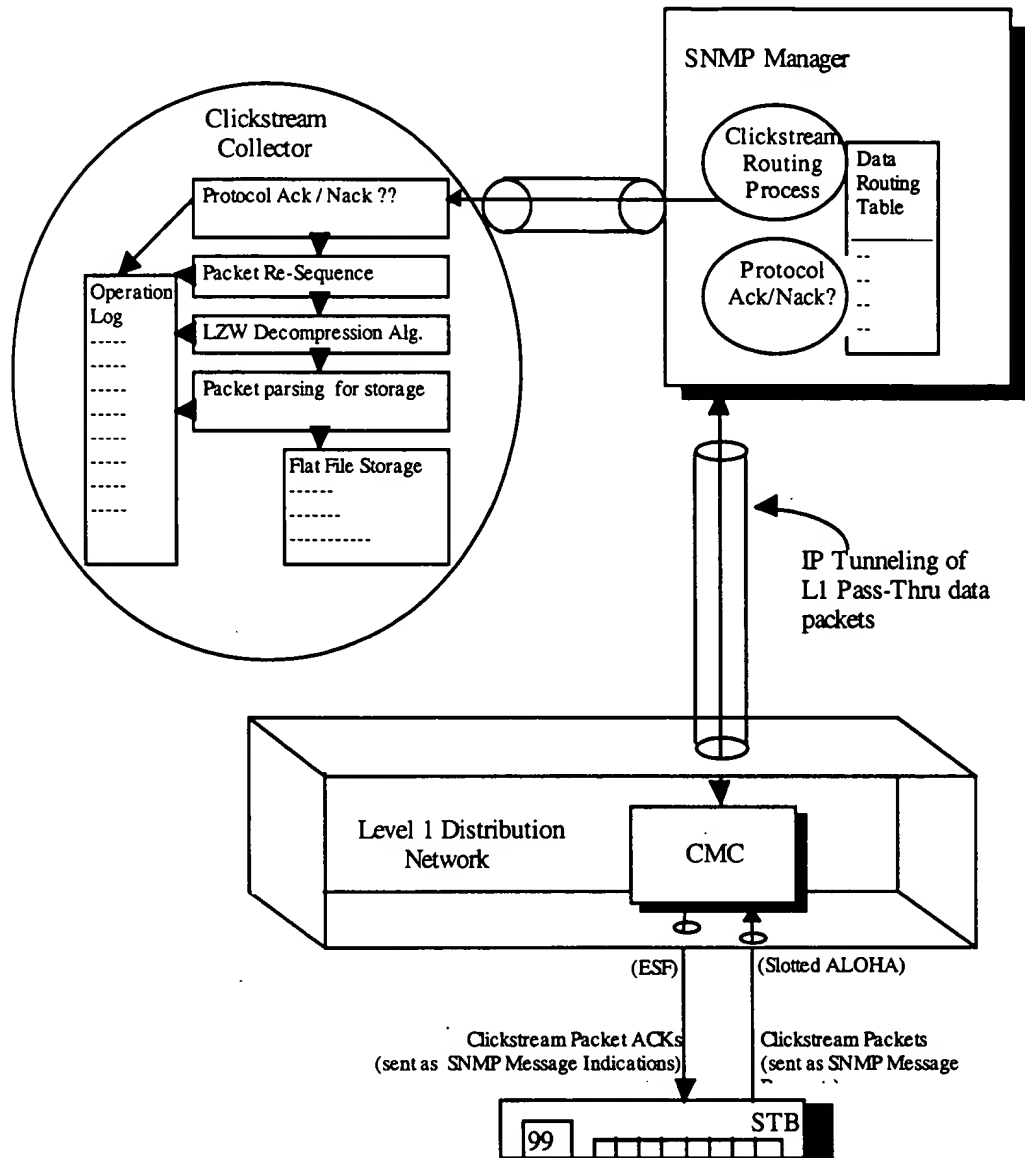 SNMP Manager
Clickstream
Routing
Process
Data
Routing
Table
--
--
--
--
Protocol
Ack/Nack?
Clickstream
Collector
Protocol Ack / Nack ??
Packet Re-Sequence
LZW Decompression Alg.
Packet parsing for storage
Flat File Storage
------
-------
-----------
Operation
Log
-----
-----
-----
-----
-----
-----
-----
-----
IP Tunneling of
L1 Pass-Thru data
packets
Level 1 Distribution
Network
CMC
(ESF)
(Slotted ALOHA)
Clickstream Packet ACKs
(sent as SNMP Message Indications)
Clickstream Packets
(sent as SNMP Message
STB
99